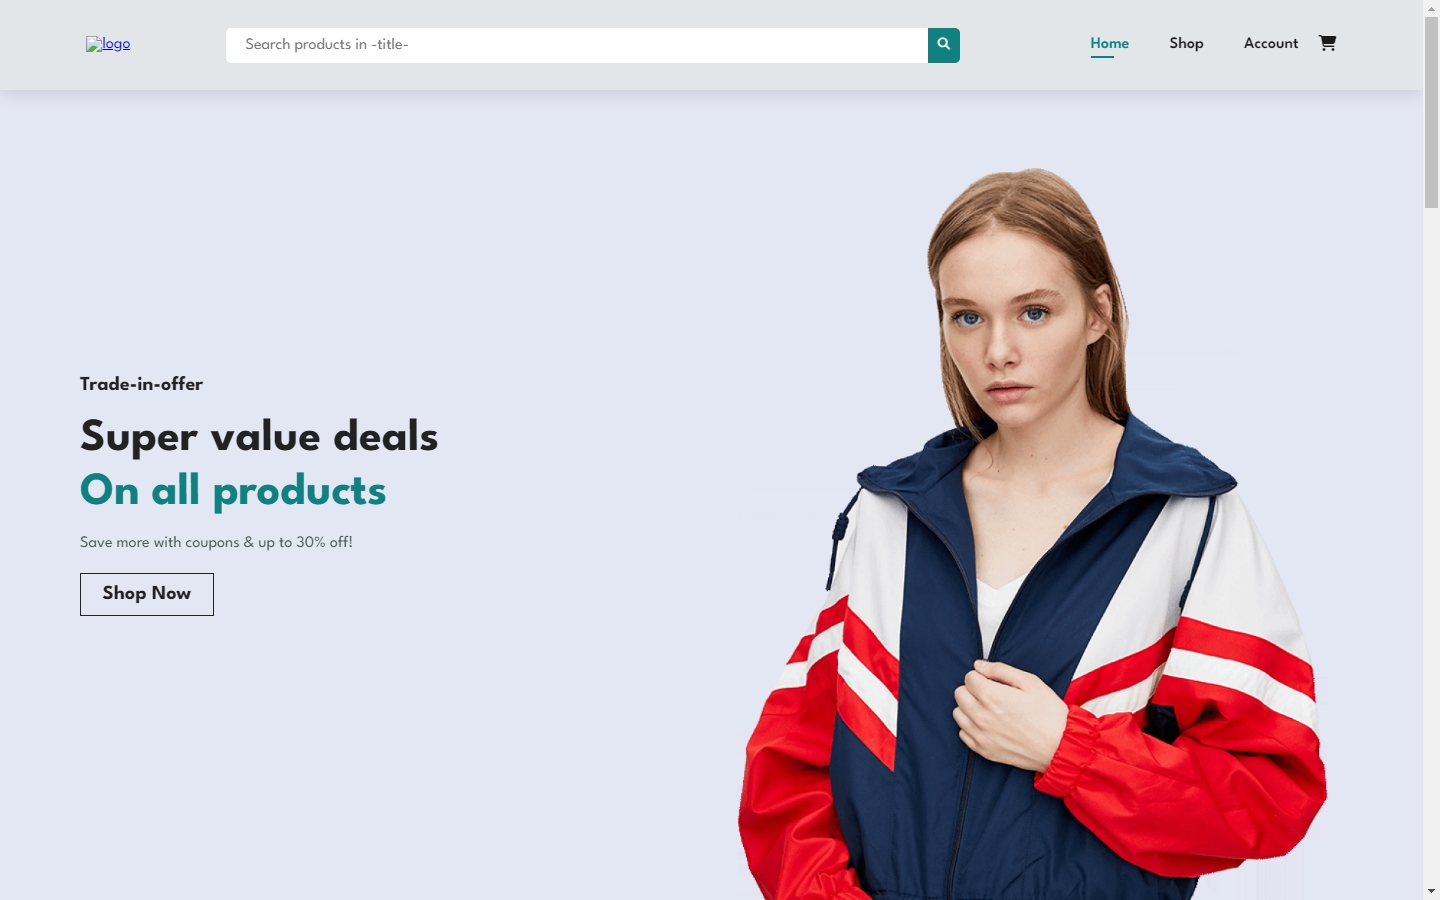 logo
Search products in -title-
Home
Shop
Account
Trade-in-offer
Super value deals
On all products
Save more with coupons & up to 30% off!
Shop Now